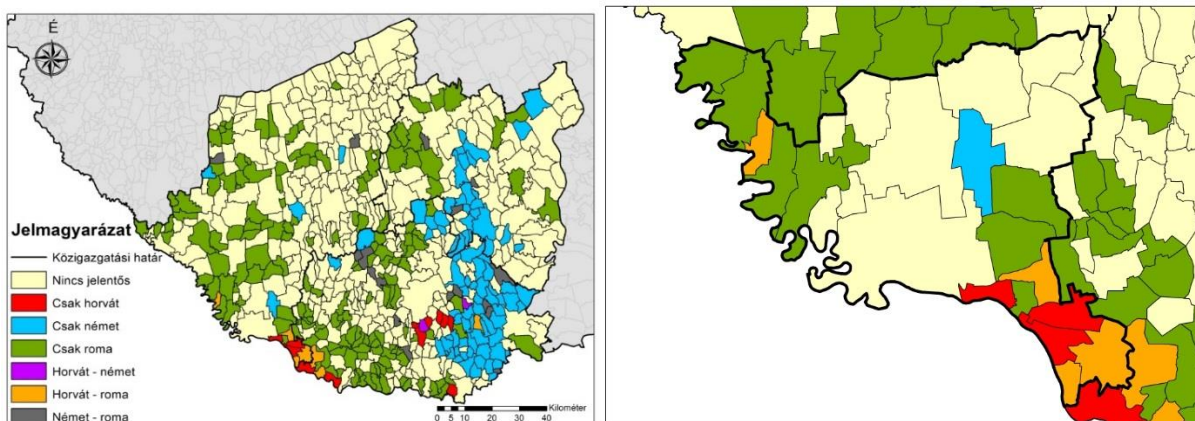 É
Jelmagyarázat
Közigazgatási határ
Nincs jelentős
Csak horvát
Csak német
Csak roma
Horvát - német
Horvát - roma
Német - roma
Kilométer
0 5 10 20 30 40